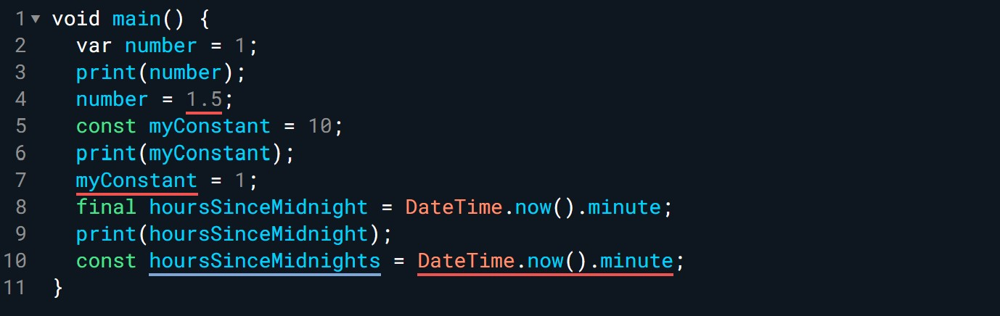 1 void main() {
2   var number = 1;
3   print(number);
4   number = 1.5;
5   const myConstant = 10;
6   print(myConstant);
7   myConstant = 1;
8   final hoursSinceMidnight = DateTime.now().minute;
9   print(hoursSinceMidnight);
10   const hoursSinceMidnights = DateTime.now().minute;
11 }